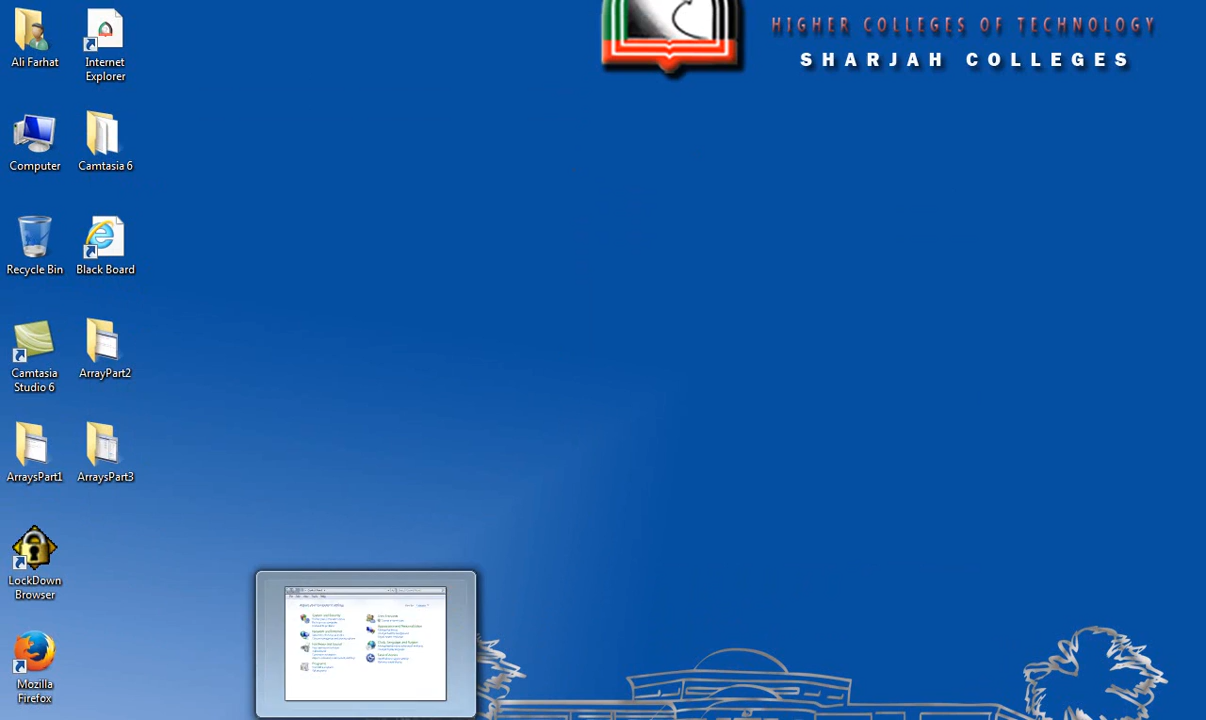 HIGHER COLLEGES OF TECHNOLOGY
SHARJAH COLLEGES
Ali Farhat
Internet Explorer
Computer
Camtasia 6
Recycle Bin
Black Board
Camtasia Studio 6
ArrayPart2
ArraysPart1
ArraysPart3
LockDown Browser
Mozilla Firefox